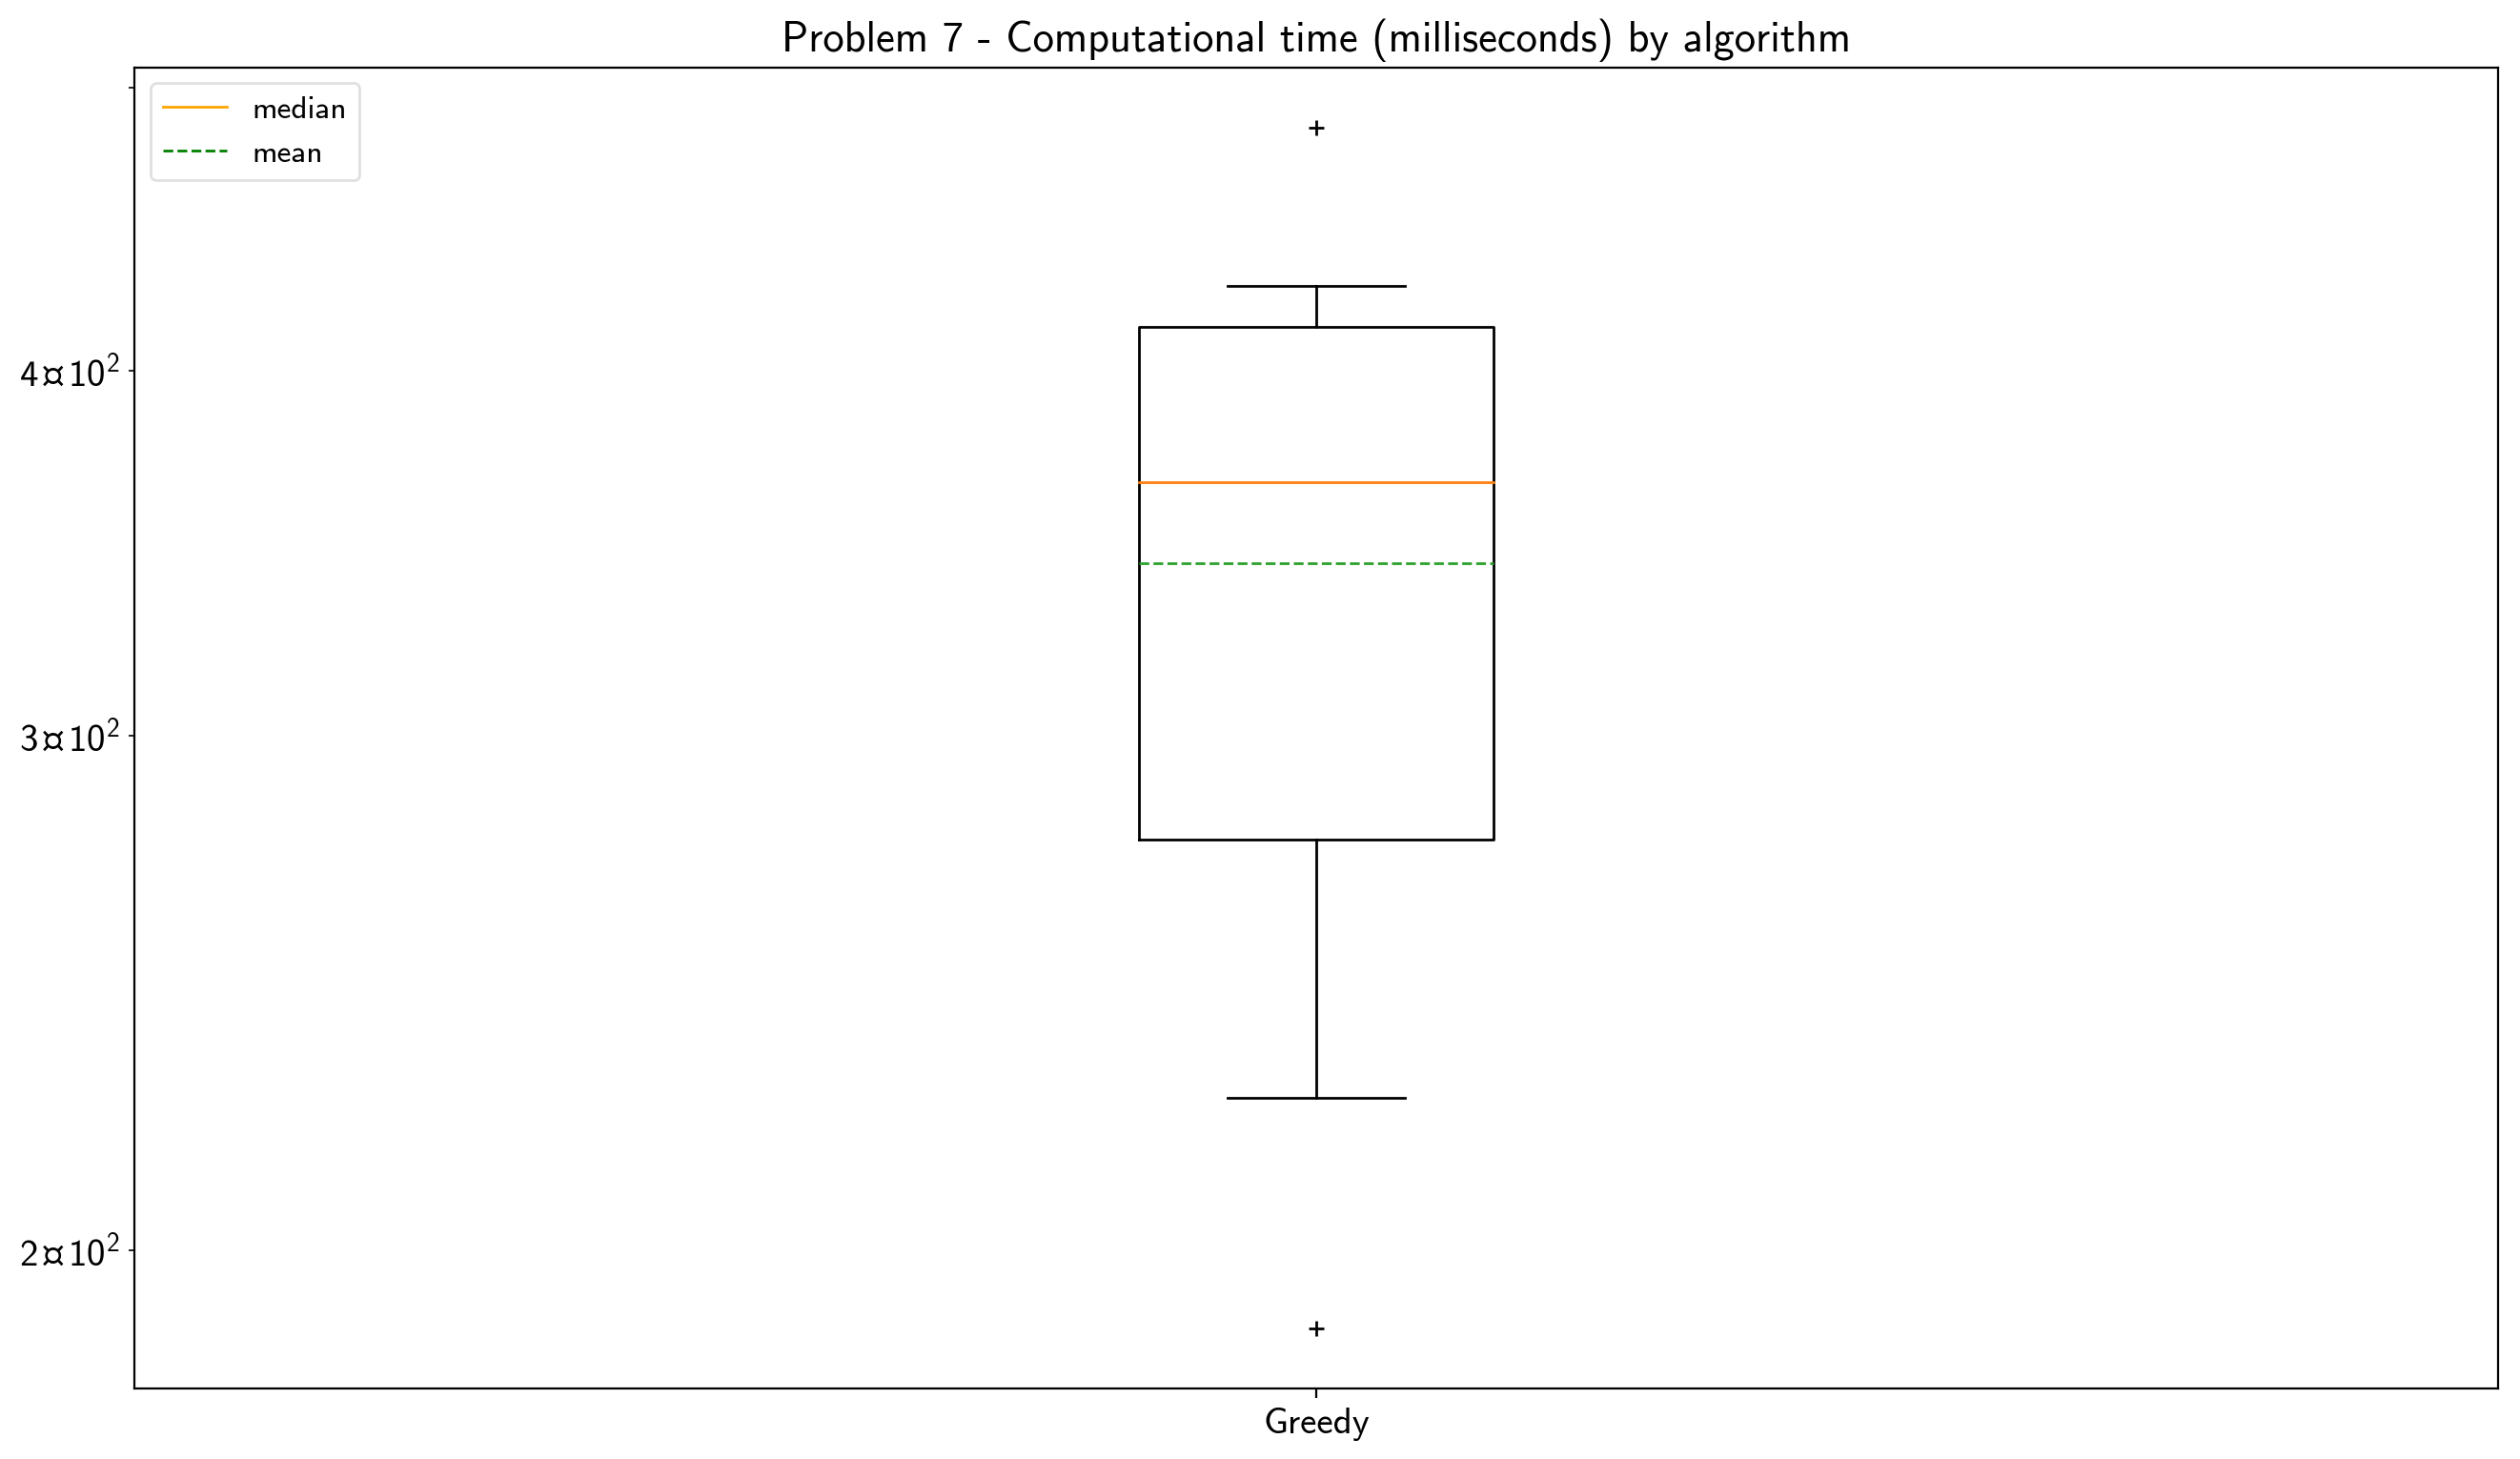 Problem 7 - Computational time (milliseconds) by algorithm
median
mean
4¤10²
3¤10²
2¤10²
Greedy